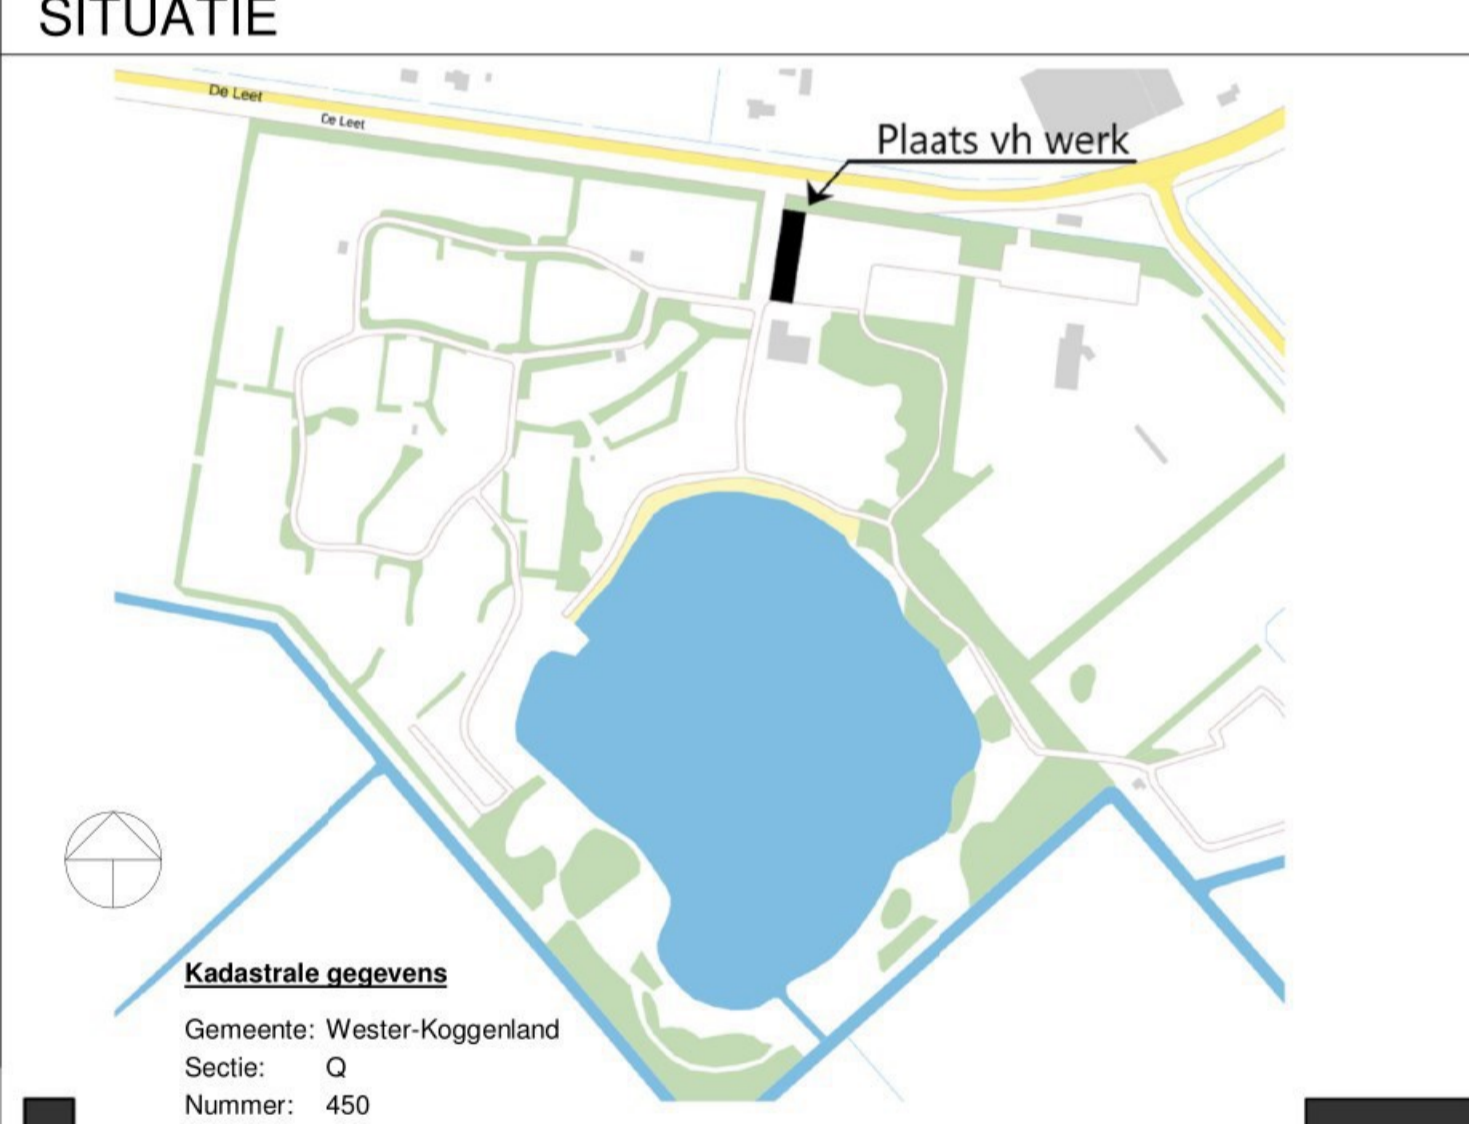 SITUATIE
De Leet
De Leet
Plaats vh werk
Kadastrale gegevens
Gemeente: Wester-Koggenland
Sectie: Q
Nummer: 450